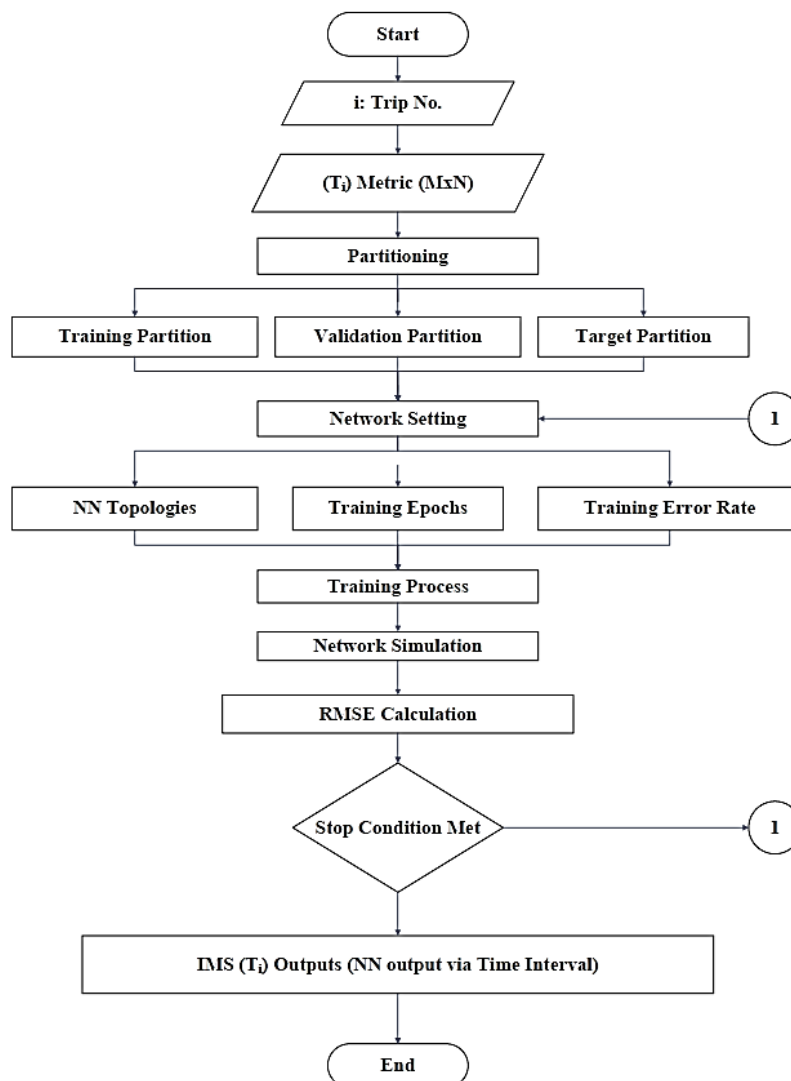 Start
i: Trip No.
(Tᵢ) Metric (MxN)
Partitioning
Training Partition
Validation Partition
Target Partition
Network Setting
1
NN Topologies
Training Epochs
Training Error Rate
Training Process
Network Simulation
RMSE Calculation
Stop Condition Met
1
IMS (Tᵢ) Outputs (NN output via Time Interval)
End